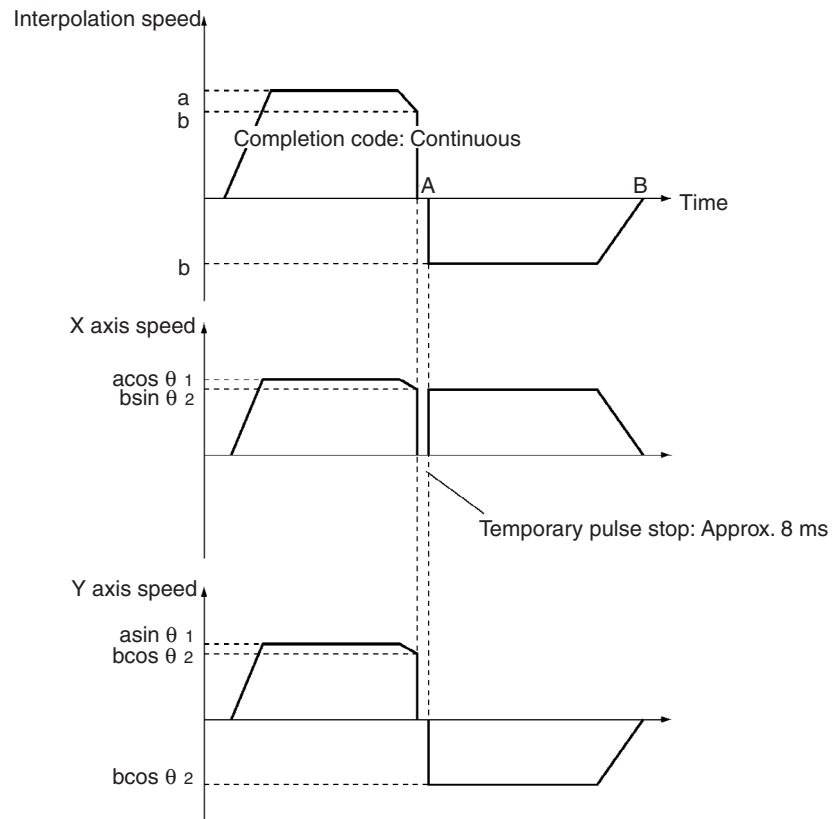 Interpolation speed
a
b
Completion code: Continuous
A
B
Time
b
X axis speed
acos θ 1
bsin θ 2
Temporary pulse stop: Approx. 8 ms
Y axis speed
asin θ 1
bcos θ 2
bcos θ 2